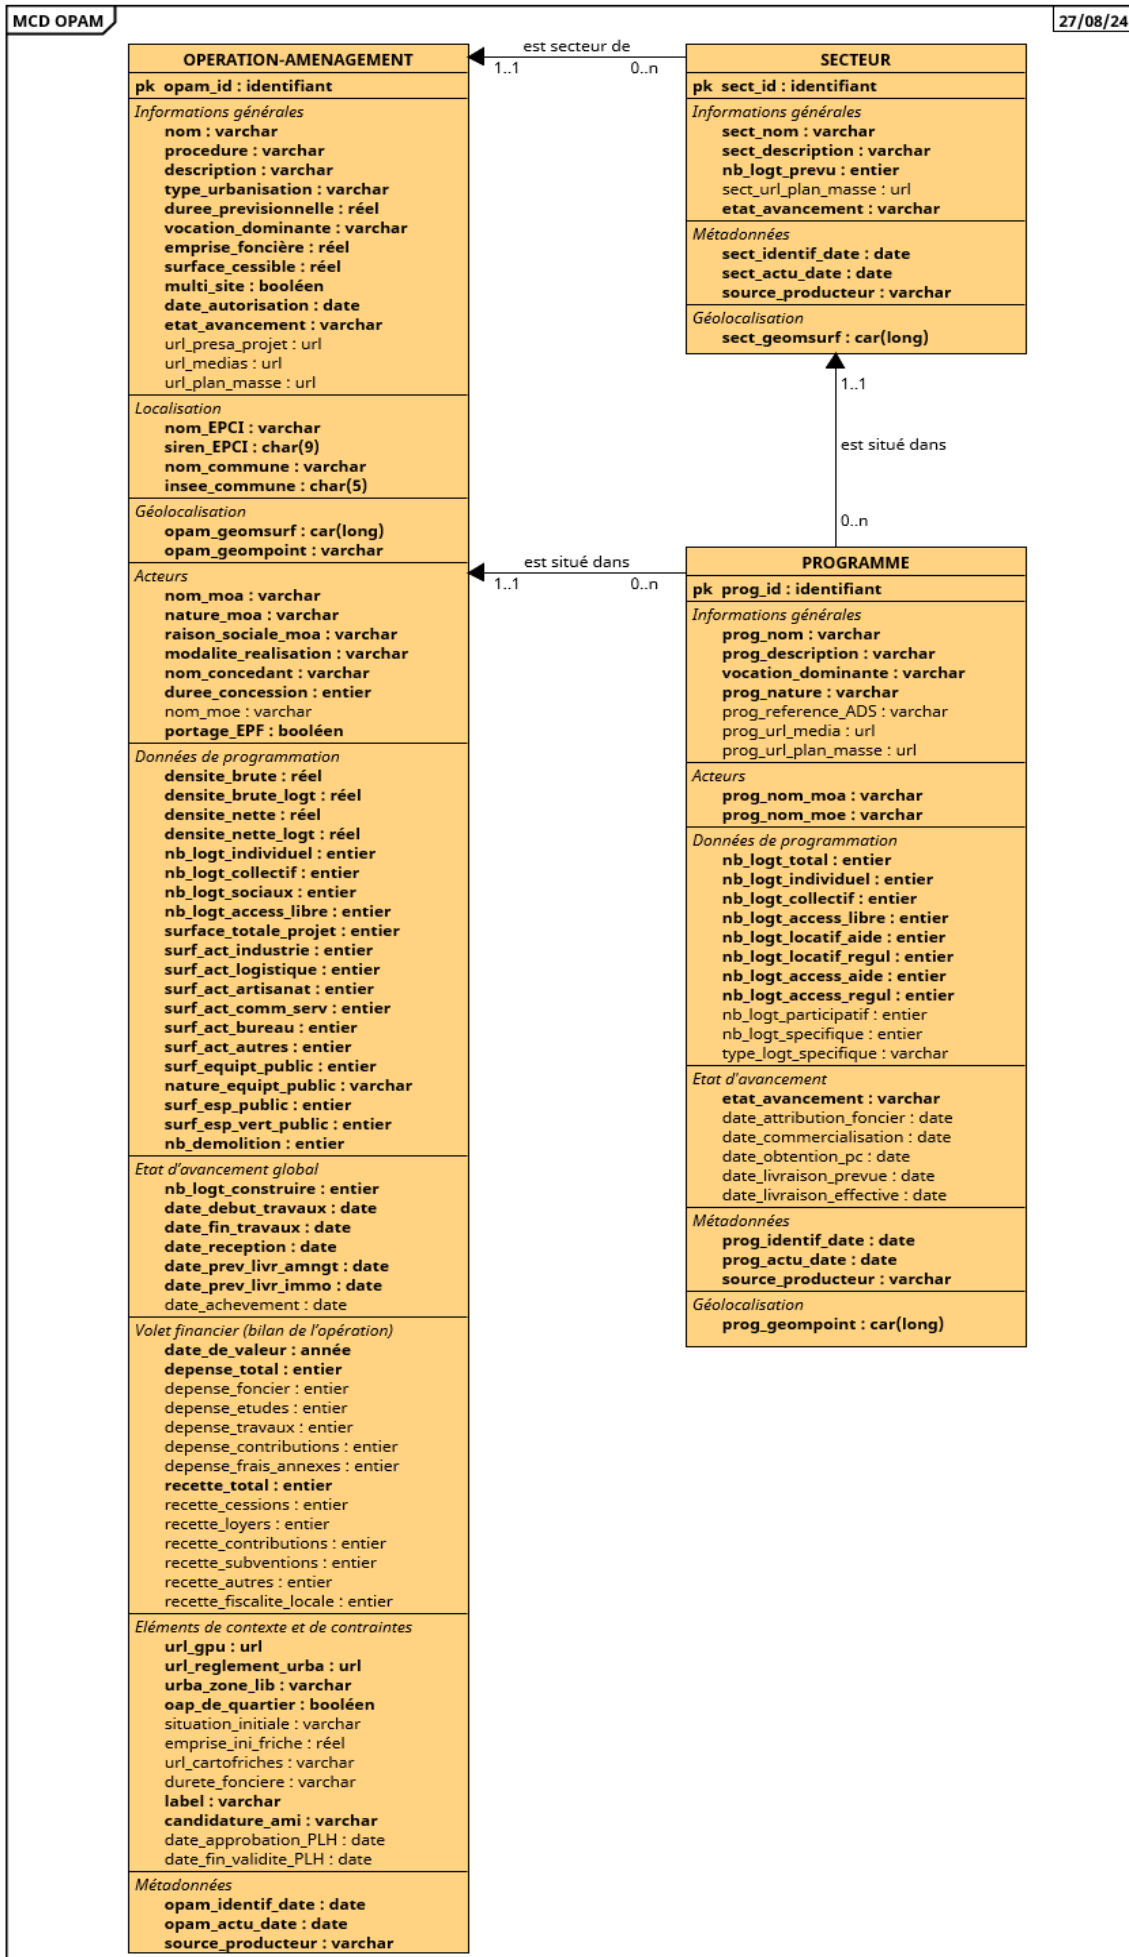 MCD OPAM
27/08/24
OPERATION-AMENAGEMENT
pk opam_id : identifiant
Informations générales
nom : varchar
procedure : varchar
description : varchar
type_urbanisation : varchar
duree_previsionnelle : réel
vocation_dominante : varchar
emprise_foncière : réel
surface_cessible : réel
multi_site : booléen
date_autorisation : date
etat_avancement : varchar
url_presa_projet : url
url_medias : url
url_plan_masse : url
Localisation
nom_EPCI : varchar
siren_EPCI : char(9)
nom_commune : varchar
insee_commune : char(5)
Géolocalisation
opam_geomsurf : car(long)
opam_geompoint : varchar
Acteurs
nom_moa : varchar
nature_moa : varchar
raison_sociale_moa : varchar
modalite_realisation : varchar
nom_concedant : varchar
duree_concession : entier
nom_moe : varchar
portage_EPF : booléen
Données de programmation
densite_brute : réel
densite_brute_logt : réel
densite_nette : réel
densite_nette_logt : réel
nb_logt_individuel : entier
nb_logt_collectif : entier
nb_logt_sociaux : entier
nb_logt_access_libre : entier
surface_totale_projet : entier
surf_act_industrie : entier
surf_act_logistique : entier
surf_act_artisanat : entier
surf_act_comm_serv : entier
surf_act_bureau : entier
surf_act_autres : entier
surf_equipt_public : entier
nature_equipt_public : varchar
surf_esp_public : entier
surf_esp_vert_public : entier
nb_demolition : entier
Etat d'avancement global
nb_logt_construire : entier
date_debut_travaux : date
date_fin_travaux : date
date_reception : date
date_prev_livr_amngt : date
date_prev_livr_immo : date
date_achevement : date
Volet financier (bilan de l'opération)
date_de_valeur : année
depense_total : entier
depense_foncier : entier
depense_etudes : entier
depense_travaux : entier
depense_contributions : entier
depense_frais_annexes : entier
recette_total : entier
recette_cessions : entier
recette_loyers : entier
recette_contributions : entier
recette_subventions : entier
recette_autres : entier
recette_fiscalite_locale : entier
Eléments de contexte et de contraintes
url_gpu : url
url_reglement_urba : url
urba_zone_lib : varchar
oap_de_quartier : booléen
situation_initiale : varchar
emprise_ini_friche : réel
url_cartofriches : varchar
durete_fonciere : varchar
label : varchar
candidature_ami : varchar
date_approbation_PLH : date
date_fin_validite_PLH : date
Métadonnées
opam_identif_date : date
opam_actu_date : date
source_producteur : varchar
est secteur de
1..1
0..n
SECTEUR
pk sect_id : identifiant
Informations générales
sect_nom : varchar
sect_description : varchar
nb_logt_prevu : entier
sect_url_plan_masse : url
etat_avancement : varchar
Métadonnées
sect_identif_date : date
sect_actu_date : date
source_producteur : varchar
Géolocalisation
sect_geomsurf : car(long)
1..1
est situé dans
0..n
est situé dans
1..1
0..n
PROGRAMME
pk prog_id : identifiant
Informations générales
prog_nom : varchar
prog_description : varchar
vocation_dominante : varchar
prog_nature : varchar
prog_reference_ADS : varchar
prog_url_media : url
prog_url_plan_masse : url
Acteurs
prog_nom_moa : varchar
prog_nom_moe : varchar
Données de programmation
nb_logt_total : entier
nb_logt_individuel : entier
nb_logt_collectif : entier
nb_logt_access_libre : entier
nb_logt_locatif_aide : entier
nb_logt_locatif_regul : entier
nb_logt_access_aide : entier
nb_logt_access_regul : entier
nb_logt_participatif : entier
nb_logt_specifique : entier
type_logt_specifique : varchar
Etat d'avancement
etat_avancement : varchar
date_attribution_foncier : date
date_commercialisation : date
date_obtention_pc : date
date_livraison_prevue : date
date_livraison_effective : date
Métadonnées
prog_identif_date : date
prog_actu_date : date
source_producteur : varchar
Géolocalisation
prog_geompoint : car(long)